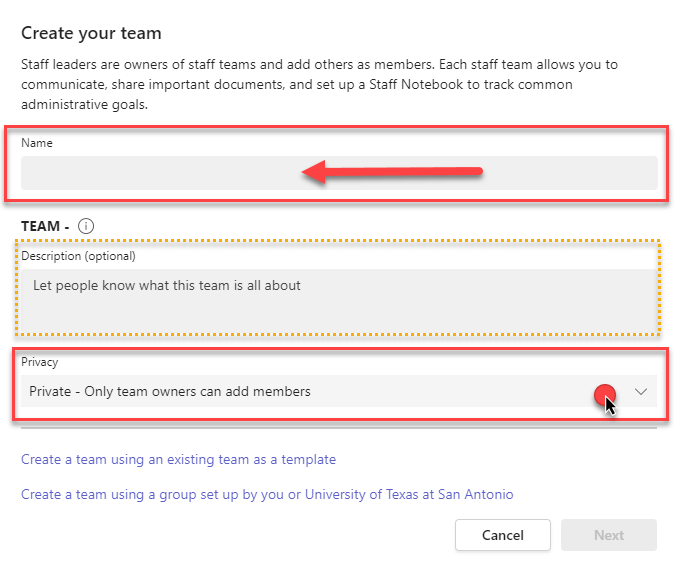 Create your team
Staff leaders are owners of staff teams and add others as members. Each staff team allows you to
communicate, share important documents, and set up a Staff Notebook to track common
administrative goals.
Name
TEAM -
Description (optional)
Let people know what this team is all about
Privacy
Private - Only team owners can add members
Create a team using an existing team as a template
Create a team using a group set up by you or University of Texas at San Antonio
Cancel Next